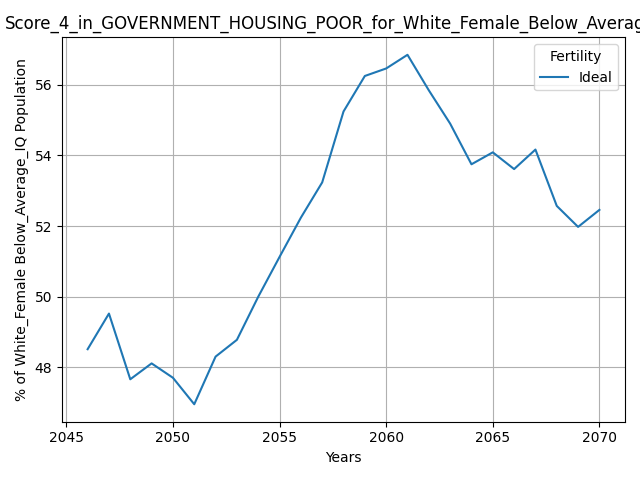 Score_4_in_GOVERNMENT_HOUSING_POOR_for_White_Female_Below_Averag
Fertility
Ideal
% of White_Female Below_Average_IQ Population
56
54
52
50
48
2045 2050 2055 2060 2065 2070
Years